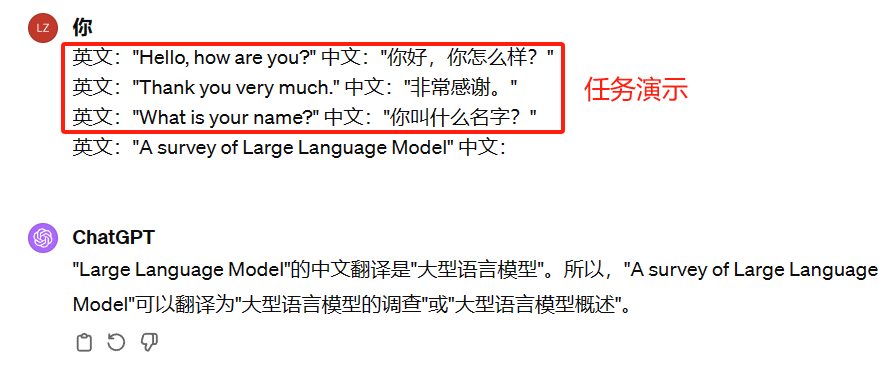 LZ
你
英文："Hello, how are you?" 中文："你好，你怎么样？"
英文："Thank you very much." 中文："非常感谢。"
英文："What is your name?" 中文："你叫什么名字？"
任务演示
英文："A survey of Large Language Model" 中文：
ChatGPT
"Large Language Model"的中文翻译是"大型语言模型"。所以，"A survey of Large Language
Model"可以翻译为"大型语言模型的调查"或"大型语言模型概述"。